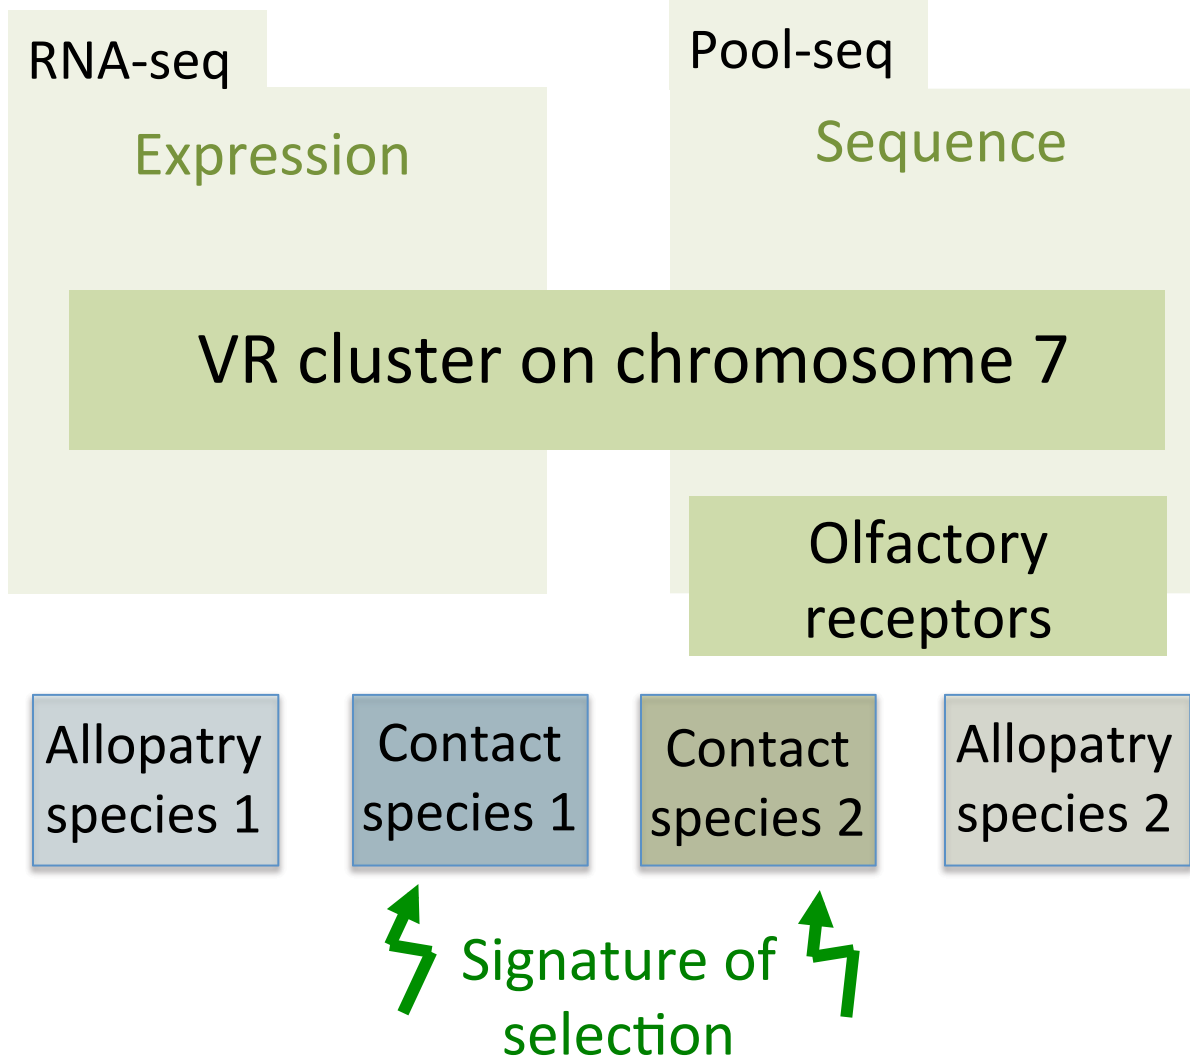 RNA-seq
Pool-seq
Expression
Sequence
VR cluster on chromosome 7
Olfactory
receptors
Allopatry
species 1
Contact
species 1
Contact
species 2
Allopatry
species 2
Signature of
selection